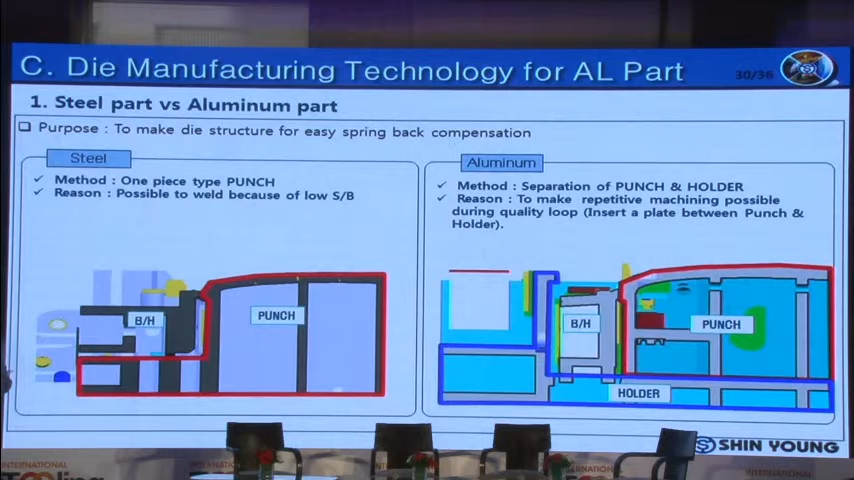 C. Die Manufacturing Technology for AL Part
30/36
1. Steel part vs Aluminum part
Purpose : To make die structure for easy spring back compensation
Steel
Method : One piece type PUNCH
Reason : Possible to weld because of low S/B
B/H
PUNCH
Aluminum
Method : Separation of PUNCH & HOLDER
Reason : To make repetitive machining possible
during quality loop (Insert a plate between Punch &
Holder).
B/H
PUNCH
HOLDER
SHIN YOUNG
INTERNATIONAL
INTERNATIONAL
INTERNATIONAL
INTERNATIONAL